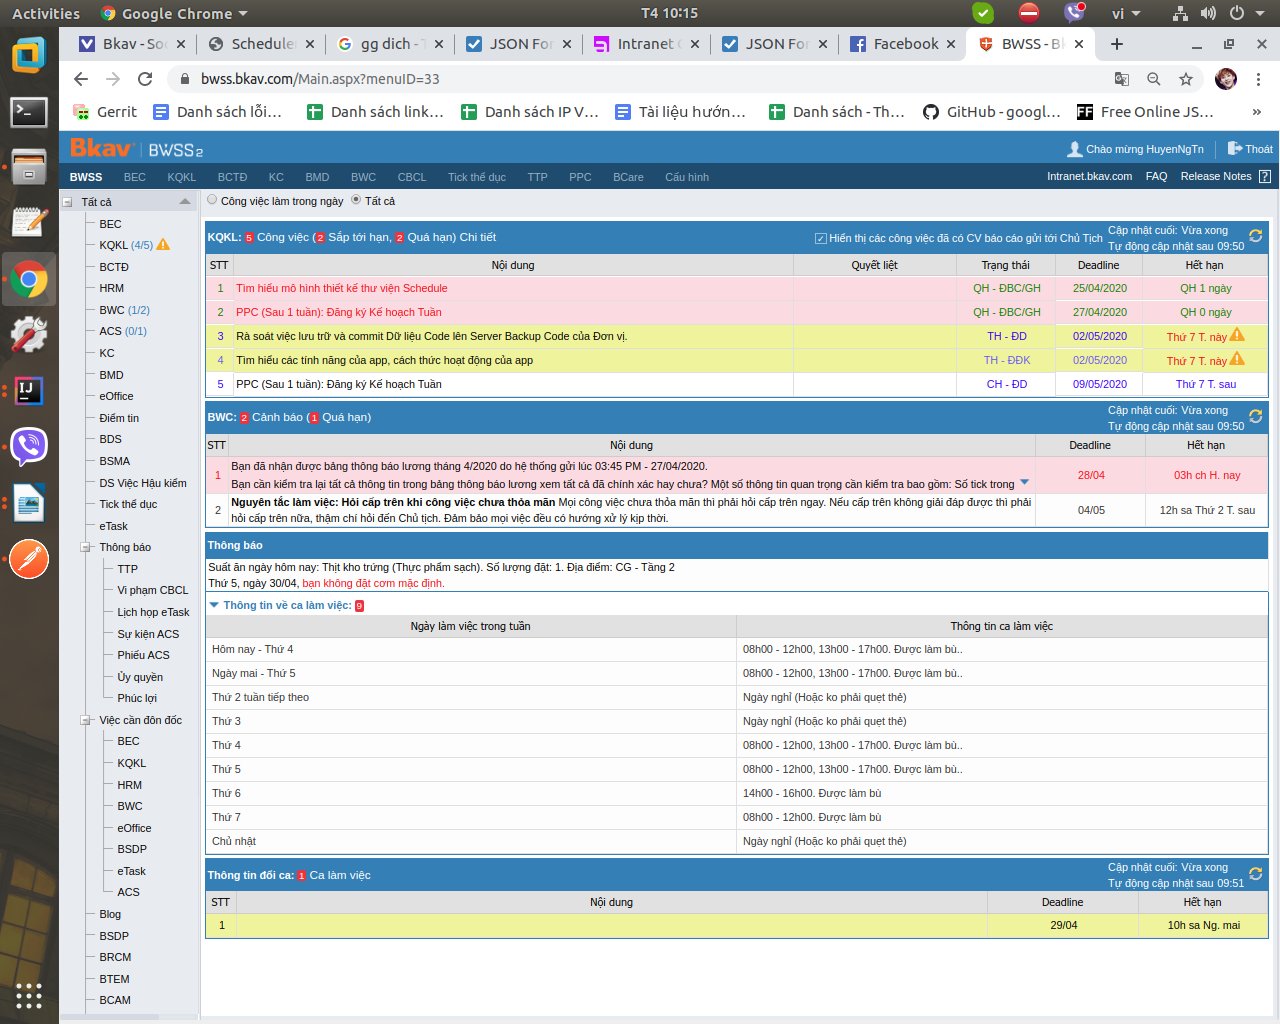 Activities Google Chrome T4 10:15 vi
Bkav - Soc Scheduler gg dich - T JSON For Intranet C JSON For Facebook BWSS - Bk
bwss.bkav.com/Main.aspx?menuID=33
Gerrit Danh sách lỗi... Danh sách link... Danh sách IP V... Tài liệu hướn... Danh sách - Th... GitHub - googl... FF Free Online JS... »
Bkav BWSS2 Chào mừng HuyenNgTn Thoát
BWSS BEC KQKL BCTĐ KC BMD BWC CBCL Tick thể dục TTP PPC BCare Cấu hình Intranet.bkav.com FAQ Release Notes ?
Tất cả
BEC
KQKL (4/5)
BCTĐ
HRM
BWC (1/2)
ACS (0/1)
KC
BMD
eOffice
Điểm tin
BDS
BSMA
DS Việc Hậu kiểm
Tick thể dục
eTask
Thông báo
TTP
Vi phạm CBCL
Lịch họp eTask
Sự kiện ACS
Phiếu ACS
Ủy quyền
Phúc lợi
Việc cần đôn đốc
BEC
KQKL
HRM
BWC
eOffice
BSDP
eTask
ACS
Blog
BSDP
BRCM
BTEM
BCAM
Công việc làm trong ngày Tất cả
KQKL: 5 Công việc (2 Sắp tới hạn, 2 Quá hạn) Chi tiết Hiển thị các công việc đã có CV báo cáo gửi tới Chủ Tịch Cập nhật cuối: Vừa xong
Tự động cập nhật sau 09:50
STT Nội dung Quyết liệt Trạng thái Deadline Hết hạn
1 Tìm hiểu mô hình thiết kế thư viện Schedule QH - ĐBC/GH 25/04/2020 QH 1 ngày
2 PPC (Sau 1 tuần): Đăng ký Kế hoạch Tuần QH - ĐBC/GH 27/04/2020 QH 0 ngày
3 Rà soát việc lưu trữ và commit Dữ liệu Code lên Server Backup Code của Đơn vị. TH - ĐD 02/05/2020 Thứ 7 T. này
4 Tìm hiểu các tính năng của app, cách thức hoạt động của app TH - ĐĐK 02/05/2020 Thứ 7 T. này
5 PPC (Sau 1 tuần): Đăng ký Kế hoạch Tuần CH - ĐD 09/05/2020 Thứ 7 T. sau
BWC: 2 Cảnh báo (1 Quá hạn) Cập nhật cuối: Vừa xong
Tự động cập nhật sau 09:50
STT Nội dung Deadline Hết hạn
1 Bạn đã nhận được bảng thông báo lương tháng 4/2020 do hệ thống gửi lúc 03:45 PM - 27/04/2020. 28/04 03h ch H. nay
Bạn cần kiểm tra lại tất cả thông tin trong bảng thông báo lương xem tất cả đã chính xác hay chưa? Một số thông tin quan trọng cần kiểm tra bao gồm: Số tick trong
2 Nguyên tắc làm việc: Hỏi cấp trên khi công việc chưa thỏa mãn Mọi công việc chưa thỏa mãn thì phải hỏi cấp trên ngay. Nếu cấp trên không giải đáp được thì phải 04/05 12h sa Thứ 2 T. sau
hỏi cấp trên nữa, thậm chí hỏi đến Chủ tịch. Đảm bảo mọi việc đều có hướng xử lý kịp thời.
Thông báo
Suất ăn ngày hôm nay: Thịt kho trứng (Thực phẩm sạch). Số lượng đặt: 1. Địa điểm: CG - Tầng 2
Thứ 5, ngày 30/04, bạn không đặt cơm mặc định.
Thông tin về ca làm việc: 9
Ngày làm việc trong tuần Thông tin ca làm việc
Hôm nay - Thứ 4 08h00 - 12h00, 13h00 - 17h00. Được làm bù..
Ngày mai - Thứ 5 08h00 - 12h00, 13h00 - 17h00. Được làm bù..
Thứ 2 tuần tiếp theo Ngày nghỉ (Hoặc ko phải quẹt thẻ)
Thứ 3 Ngày nghỉ (Hoặc ko phải quẹt thẻ)
Thứ 4 08h00 - 12h00, 13h00 - 17h00. Được làm bù..
Thứ 5 08h00 - 12h00, 13h00 - 17h00. Được làm bù..
Thứ 6 14h00 - 16h00. Được làm bù
Thứ 7 08h00 - 12h00. Được làm bù
Chủ nhật Ngày nghỉ (Hoặc ko phải quẹt thẻ)
Thông tin đổi ca: 1 Ca làm việc Cập nhật cuối: Vừa xong
Tự động cập nhật sau 09:51
STT Nội dung Deadline Hết hạn
1 29/04 10h sa Ng. mai